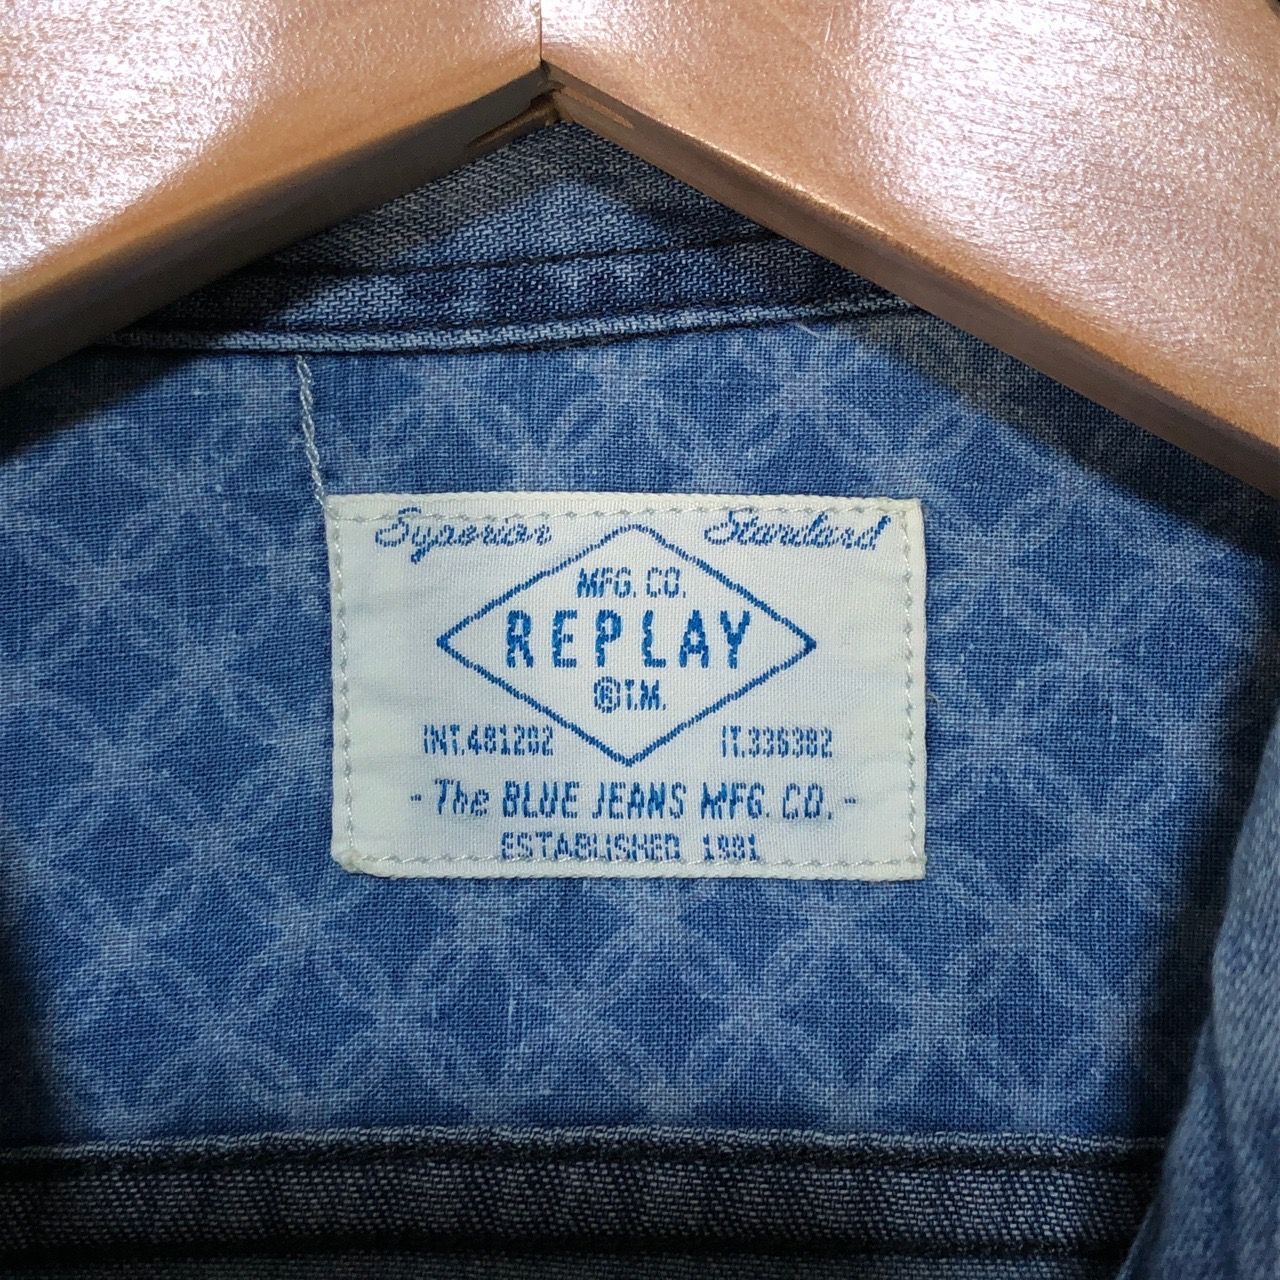 Superior Standard
MFG. CO.
REPLAY
®T.M.
INT.481202 IT.336382
- The BLUE JEANS MFG. CO. -
ESTABLISHED 1981